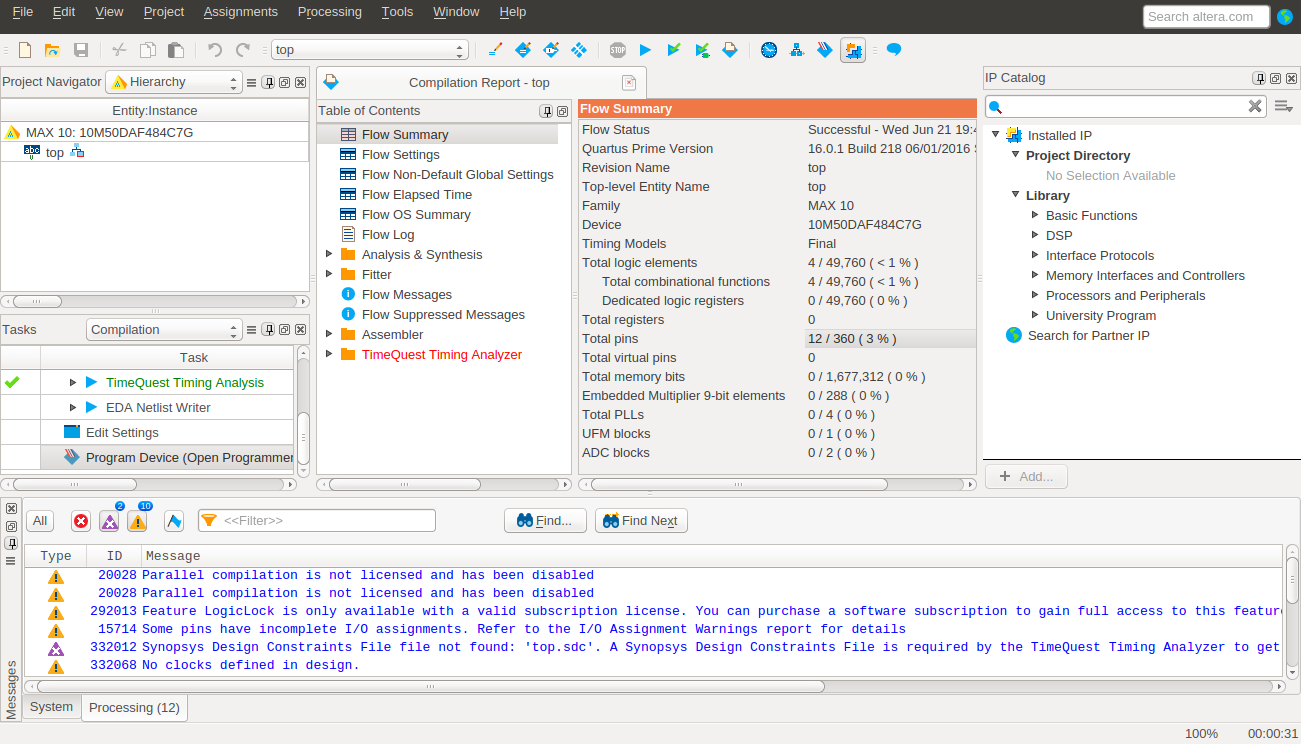 File Edit View Project Assignments Processing Tools Window Help
Search altera.com
top
Project Navigator Hierarchy
Entity:Instance
MAX 10: 10M50DAF484C7G
abc top
Tasks Compilation
Task
TimeQuest Timing Analysis
EDA Netlist Writer
Edit Settings
Program Device (Open Programmer
Compilation Report - top
Table of Contents
Flow Summary
Flow Settings
Flow Non-Default Global Settings
Flow Elapsed Time
Flow OS Summary
Flow Log
Analysis & Synthesis
Fitter
Flow Messages
Flow Suppressed Messages
Assembler
TimeQuest Timing Analyzer
Flow Summary
Flow Status Successful - Wed Jun 21 19:4
Quartus Prime Version 16.0.1 Build 218 06/01/2016 S
Revision Name top
Top-level Entity Name top
Family MAX 10
Device 10M50DAF484C7G
Timing Models Final
Total logic elements 4 / 49,760 ( < 1 % )
Total combinational functions 4 / 49,760 ( < 1 % )
Dedicated logic registers 0 / 49,760 ( 0 % )
Total registers 0
Total pins 12 / 360 ( 3 % )
Total virtual pins 0
Total memory bits 0 / 1,677,312 ( 0 % )
Embedded Multiplier 9-bit elements 0 / 288 ( 0 % )
Total PLLs 0 / 4 ( 0 % )
UFM blocks 0 / 1 ( 0 % )
ADC blocks 0 / 2 ( 0 % )
IP Catalog
Installed IP
Project Directory
No Selection Available
Library
Basic Functions
DSP
Interface Protocols
Memory Interfaces and Controllers
Processors and Peripherals
University Program
Search for Partner IP
+ Add...
All 2 10 <<Filter>> Find... Find Next
Type ID Message
20028 Parallel compilation is not licensed and has been disabled
20028 Parallel compilation is not licensed and has been disabled
292013 Feature LogicLock is only available with a valid subscription license. You can purchase a software subscription to gain full access to this feature
15714 Some pins have incomplete I/O assignments. Refer to the I/O Assignment Warnings report for details
332012 Synopsys Design Constraints File file not found: 'top.sdc'. A Synopsys Design Constraints File is required by the TimeQuest Timing Analyzer to get
332068 No clocks defined in design.
Messages
System Processing (12)
100% 00:00:31